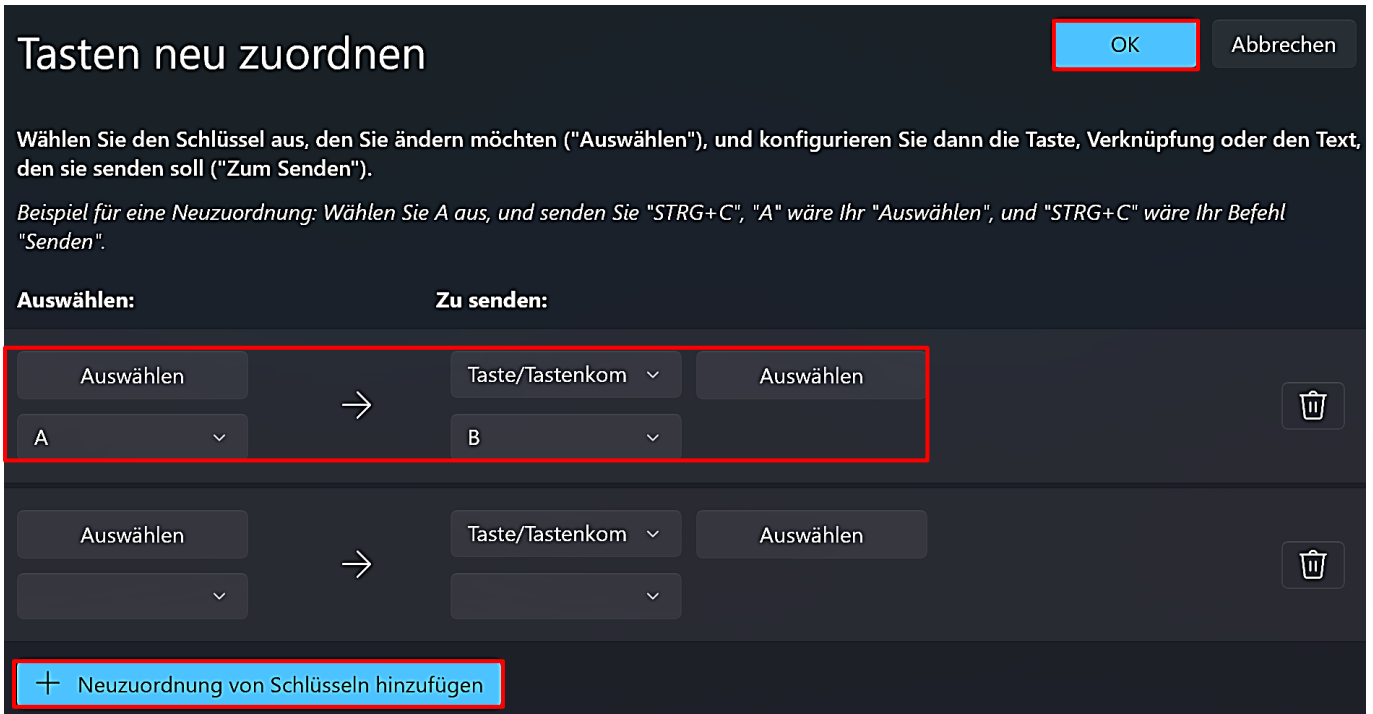 Tasten neu zuordnen
OK
Abbrechen
Wählen Sie den Schlüssel aus, den Sie ändern möchten ("Auswählen"), und konfigurieren Sie dann die Taste, Verknüpfung oder den Text,
den sie senden soll ("Zum Senden").
Beispiel für eine Neuzuordnung: Wählen Sie A aus, und senden Sie "STRG+C", "A" wäre Ihr "Auswählen", und "STRG+C" wäre Ihr Befehl
"Senden".
Auswählen: Zu senden:
Auswählen Taste/Tastenkom Auswählen
A B
Auswählen Taste/Tastenkom Auswählen
Neuzuordnung von Schlüsseln hinzufügen